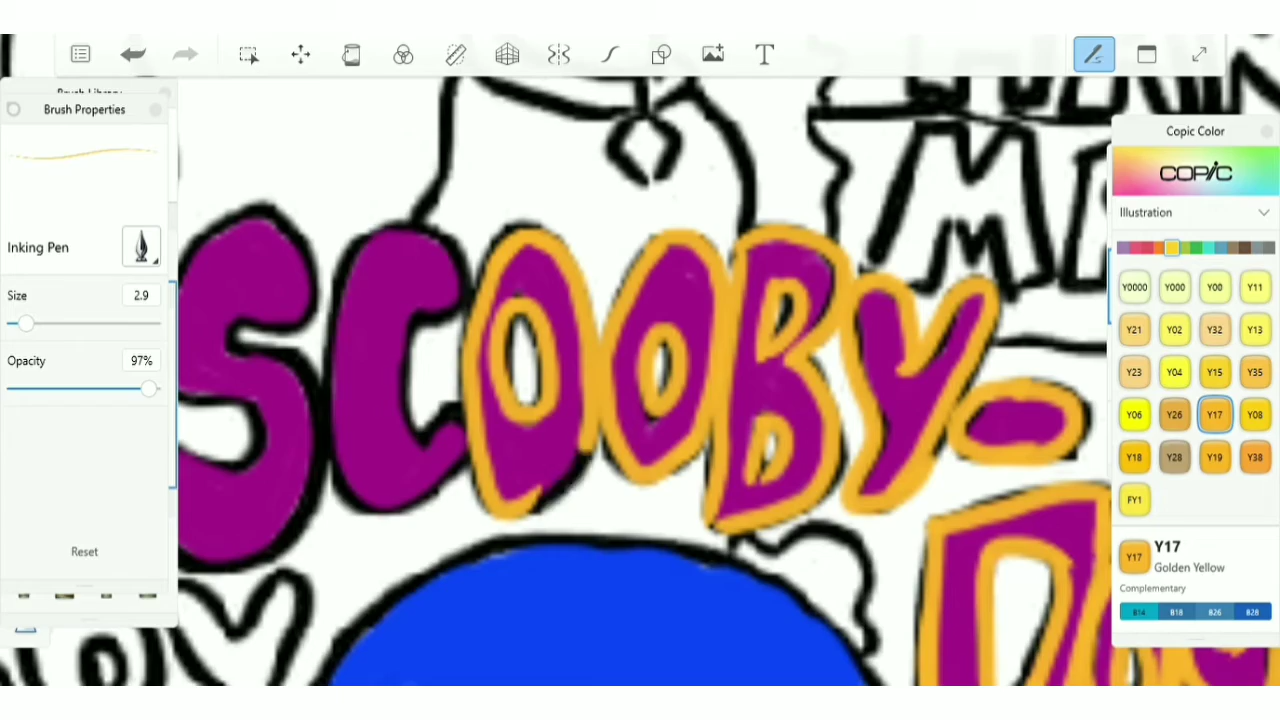 T
Brush Library
Brush Properties
Copic Color
COPIC
Illustration
Inking Pen
Size 2.9
Opacity 97%
Reset
SCOOBY-
M
Y0000 Y000 Y00 Y11
Y21 Y02 Y32 Y13
Y23 Y04 Y15 Y35
Y06 Y26 Y17 Y08
Y18 Y28 Y19 Y38
FY1
Y17 Y17
Golden Yellow
Complementary
B14 B18 B26 B28